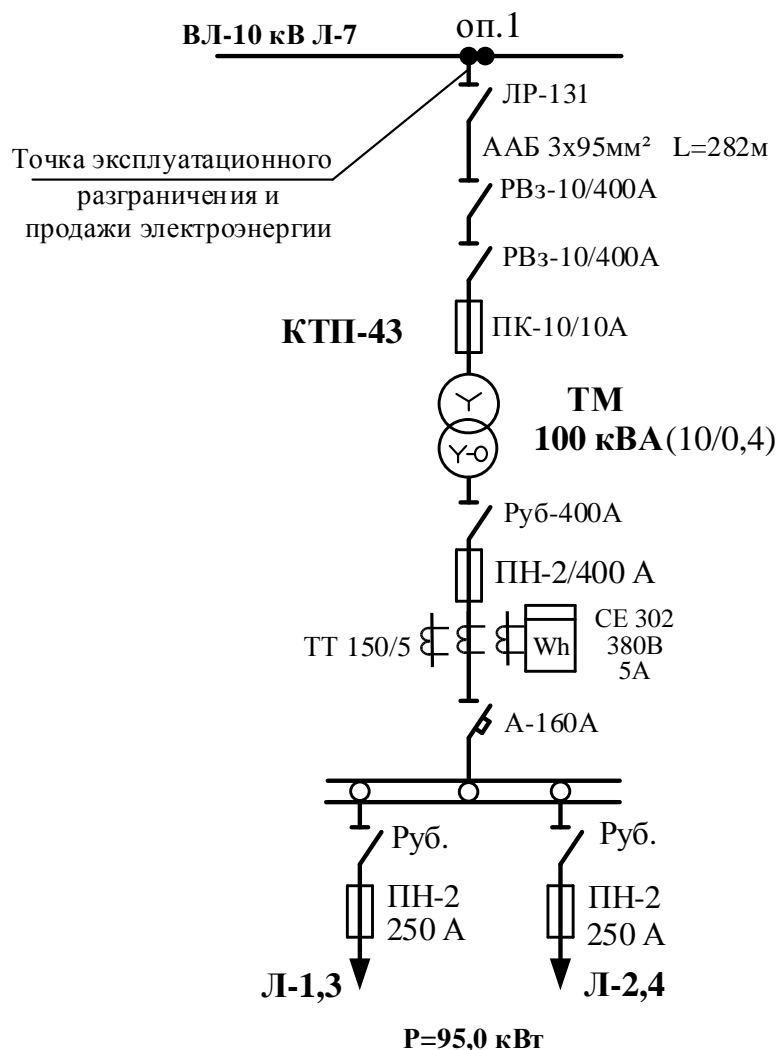 ВЛ-10 кВ Л-7
оп.1
ЛР-131
ААБ 3х95мм² L=282м
Точка эксплуатационного
разграничения и
продажи электроэнергии
РВз-10/400А
РВз-10/400А
КТП-43
ПК-10/10А
ТМ
100 кВА (10/0,4)
Y-О
Руб-400А
ПН-2/400 А
ТТ 150/5
Wh
СЕ 302
380В
5А
А-160А
Руб.
Руб.
ПН-2
250 А
ПН-2
250 А
Л-1,3
Л-2,4
Р=95,0 кВт